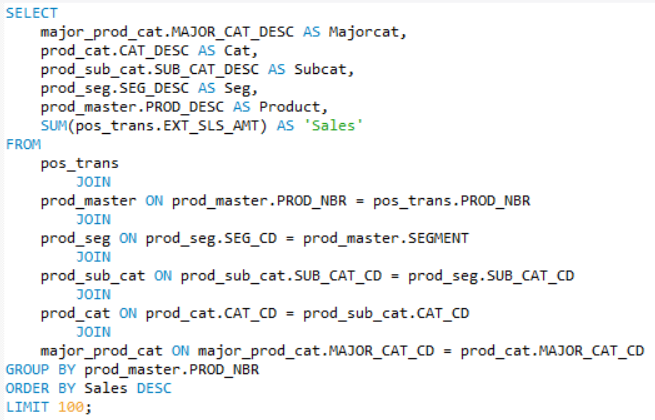 SELECT
    major_prod_cat.MAJOR_CAT_DESC AS Majorcat,
    prod_cat.CAT_DESC AS Cat,
    prod_sub_cat.SUB_CAT_DESC AS Subcat,
    prod_seg.SEG_DESC AS Seg,
    prod_master.PROD_DESC AS Product,
    SUM(pos_trans.EXT_SLS_AMT) AS 'Sales'
FROM
    pos_trans
        JOIN
    prod_master ON prod_master.PROD_NBR = pos_trans.PROD_NBR
        JOIN
    prod_seg ON prod_seg.SEG_CD = prod_master.SEGMENT
        JOIN
    prod_sub_cat ON prod_sub_cat.SUB_CAT_CD = prod_seg.SUB_CAT_CD
        JOIN
    prod_cat ON prod_cat.CAT_CD = prod_sub_cat.CAT_CD
        JOIN
    major_prod_cat ON major_prod_cat.MAJOR_CAT_CD = prod_cat.MAJOR_CAT_CD
GROUP BY prod_master.PROD_NBR
ORDER BY Sales DESC
LIMIT 100;